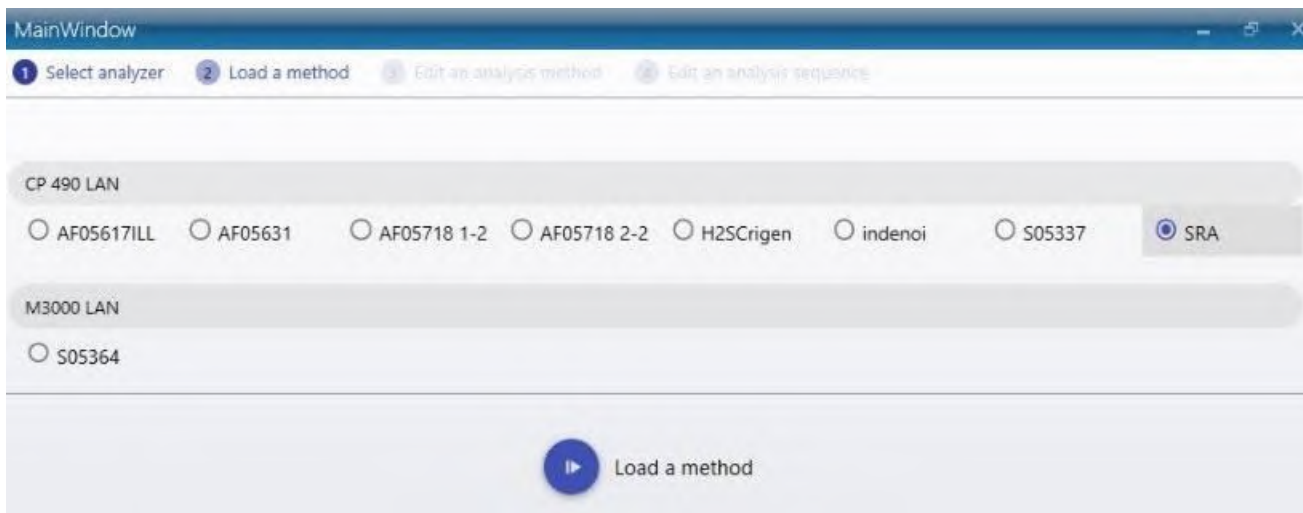 MainWindow
1 Select analyzer 2 Load a method 3 Edit an analysis method 4 Edit an analysis sequence
CP 490 LAN
AF05617ILL AF05631 AF05718 1-2 AF05718 2-2 H2SCrigen indenoi S05337 SRA
M3000 LAN
S05364
Load a method